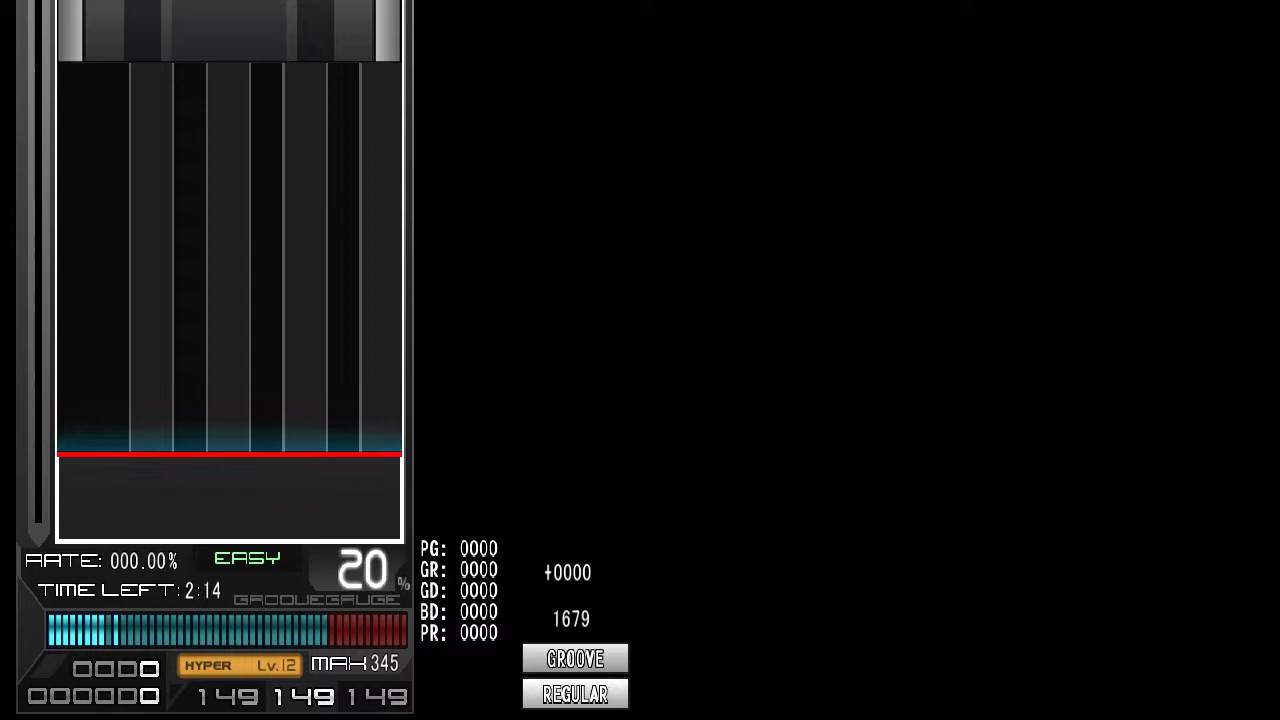 RATE: 000.00%
EASY
20%
TIME LEFT: 2:14
GROOVEGAUGE
HYPER Lv.12
MAX 345
0000
000000
149 149 149
PG: 0000
GR: 0000
GD: 0000
BD: 0000
PR: 0000
+0000
1679
GROOVE
REGULAR